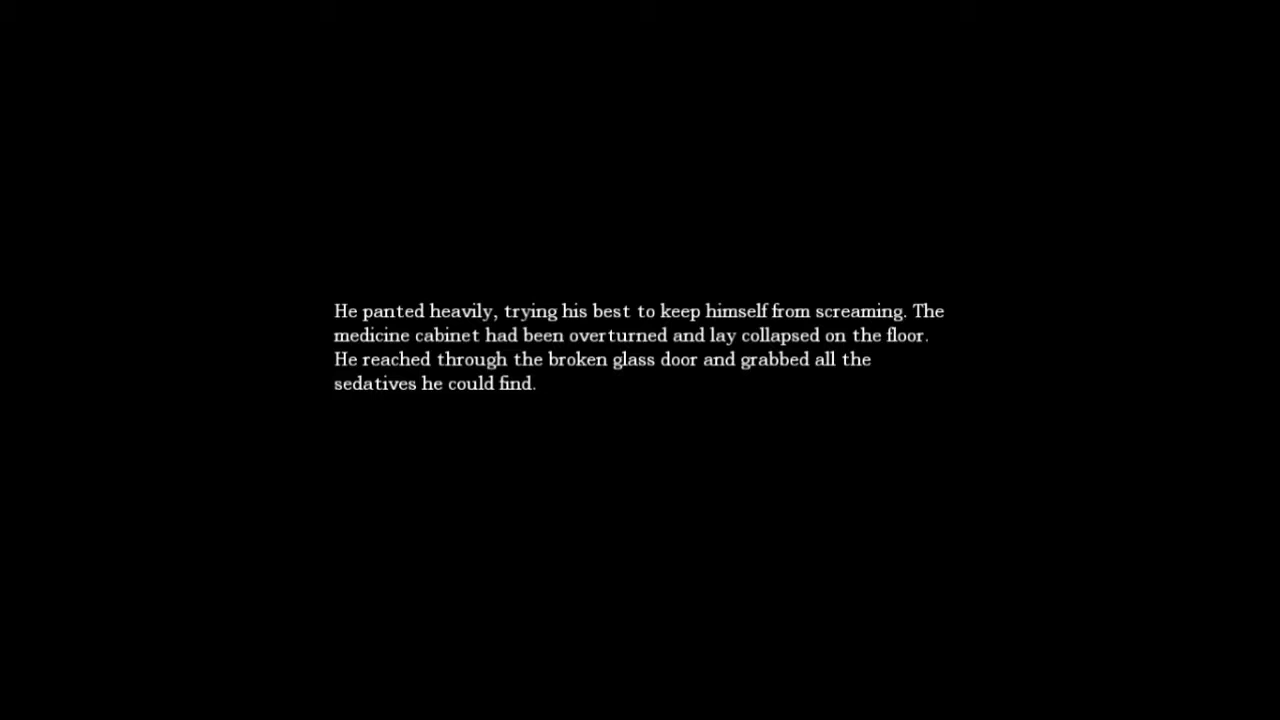 He panted heavily, trying his best to keep himself from screaming. The
medicine cabinet had been overturned and lay collapsed on the floor.
He reached through the broken glass door and grabbed all the
sedatives he could find.